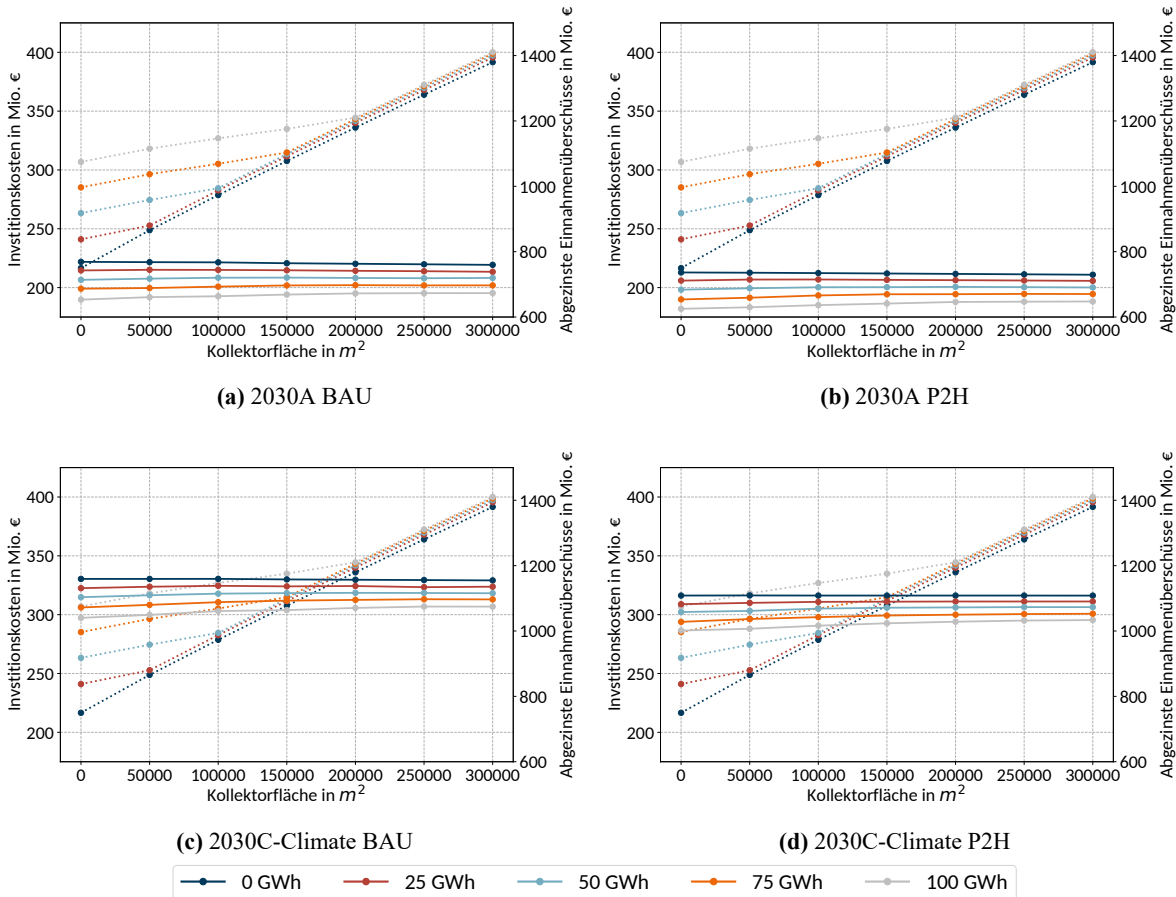 400
350
300
250
200
Invstitionskosten in Mio. €
1400
1200
1000
800
600
Abgezinste Einnahmenüberschüsse in Mio. €
0 50000 100000 150000 200000 250000 300000
Kollektorfläche in m²
(a) 2030A BAU
400
350
300
250
200
Invstitionskosten in Mio. €
1400
1200
1000
800
600
Abgezinste Einnahmenüberschüsse in Mio. €
0 50000 100000 150000 200000 250000 300000
Kollektorfläche in m²
(b) 2030A P2H
400
350
300
250
200
Invstitionskosten in Mio. €
1400
1200
1000
800
600
Abgezinste Einnahmenüberschüsse in Mio. €
0 50000 100000 150000 200000 250000 300000
Kollektorfläche in m²
(c) 2030C-Climate BAU
400
350
300
250
200
Invstitionskosten in Mio. €
1400
1200
1000
800
600
Abgezinste Einnahmenüberschüsse in Mio. €
0 50000 100000 150000 200000 250000 300000
Kollektorfläche in m²
(d) 2030C-Climate P2H
0 GWh 25 GWh 50 GWh 75 GWh 100 GWh